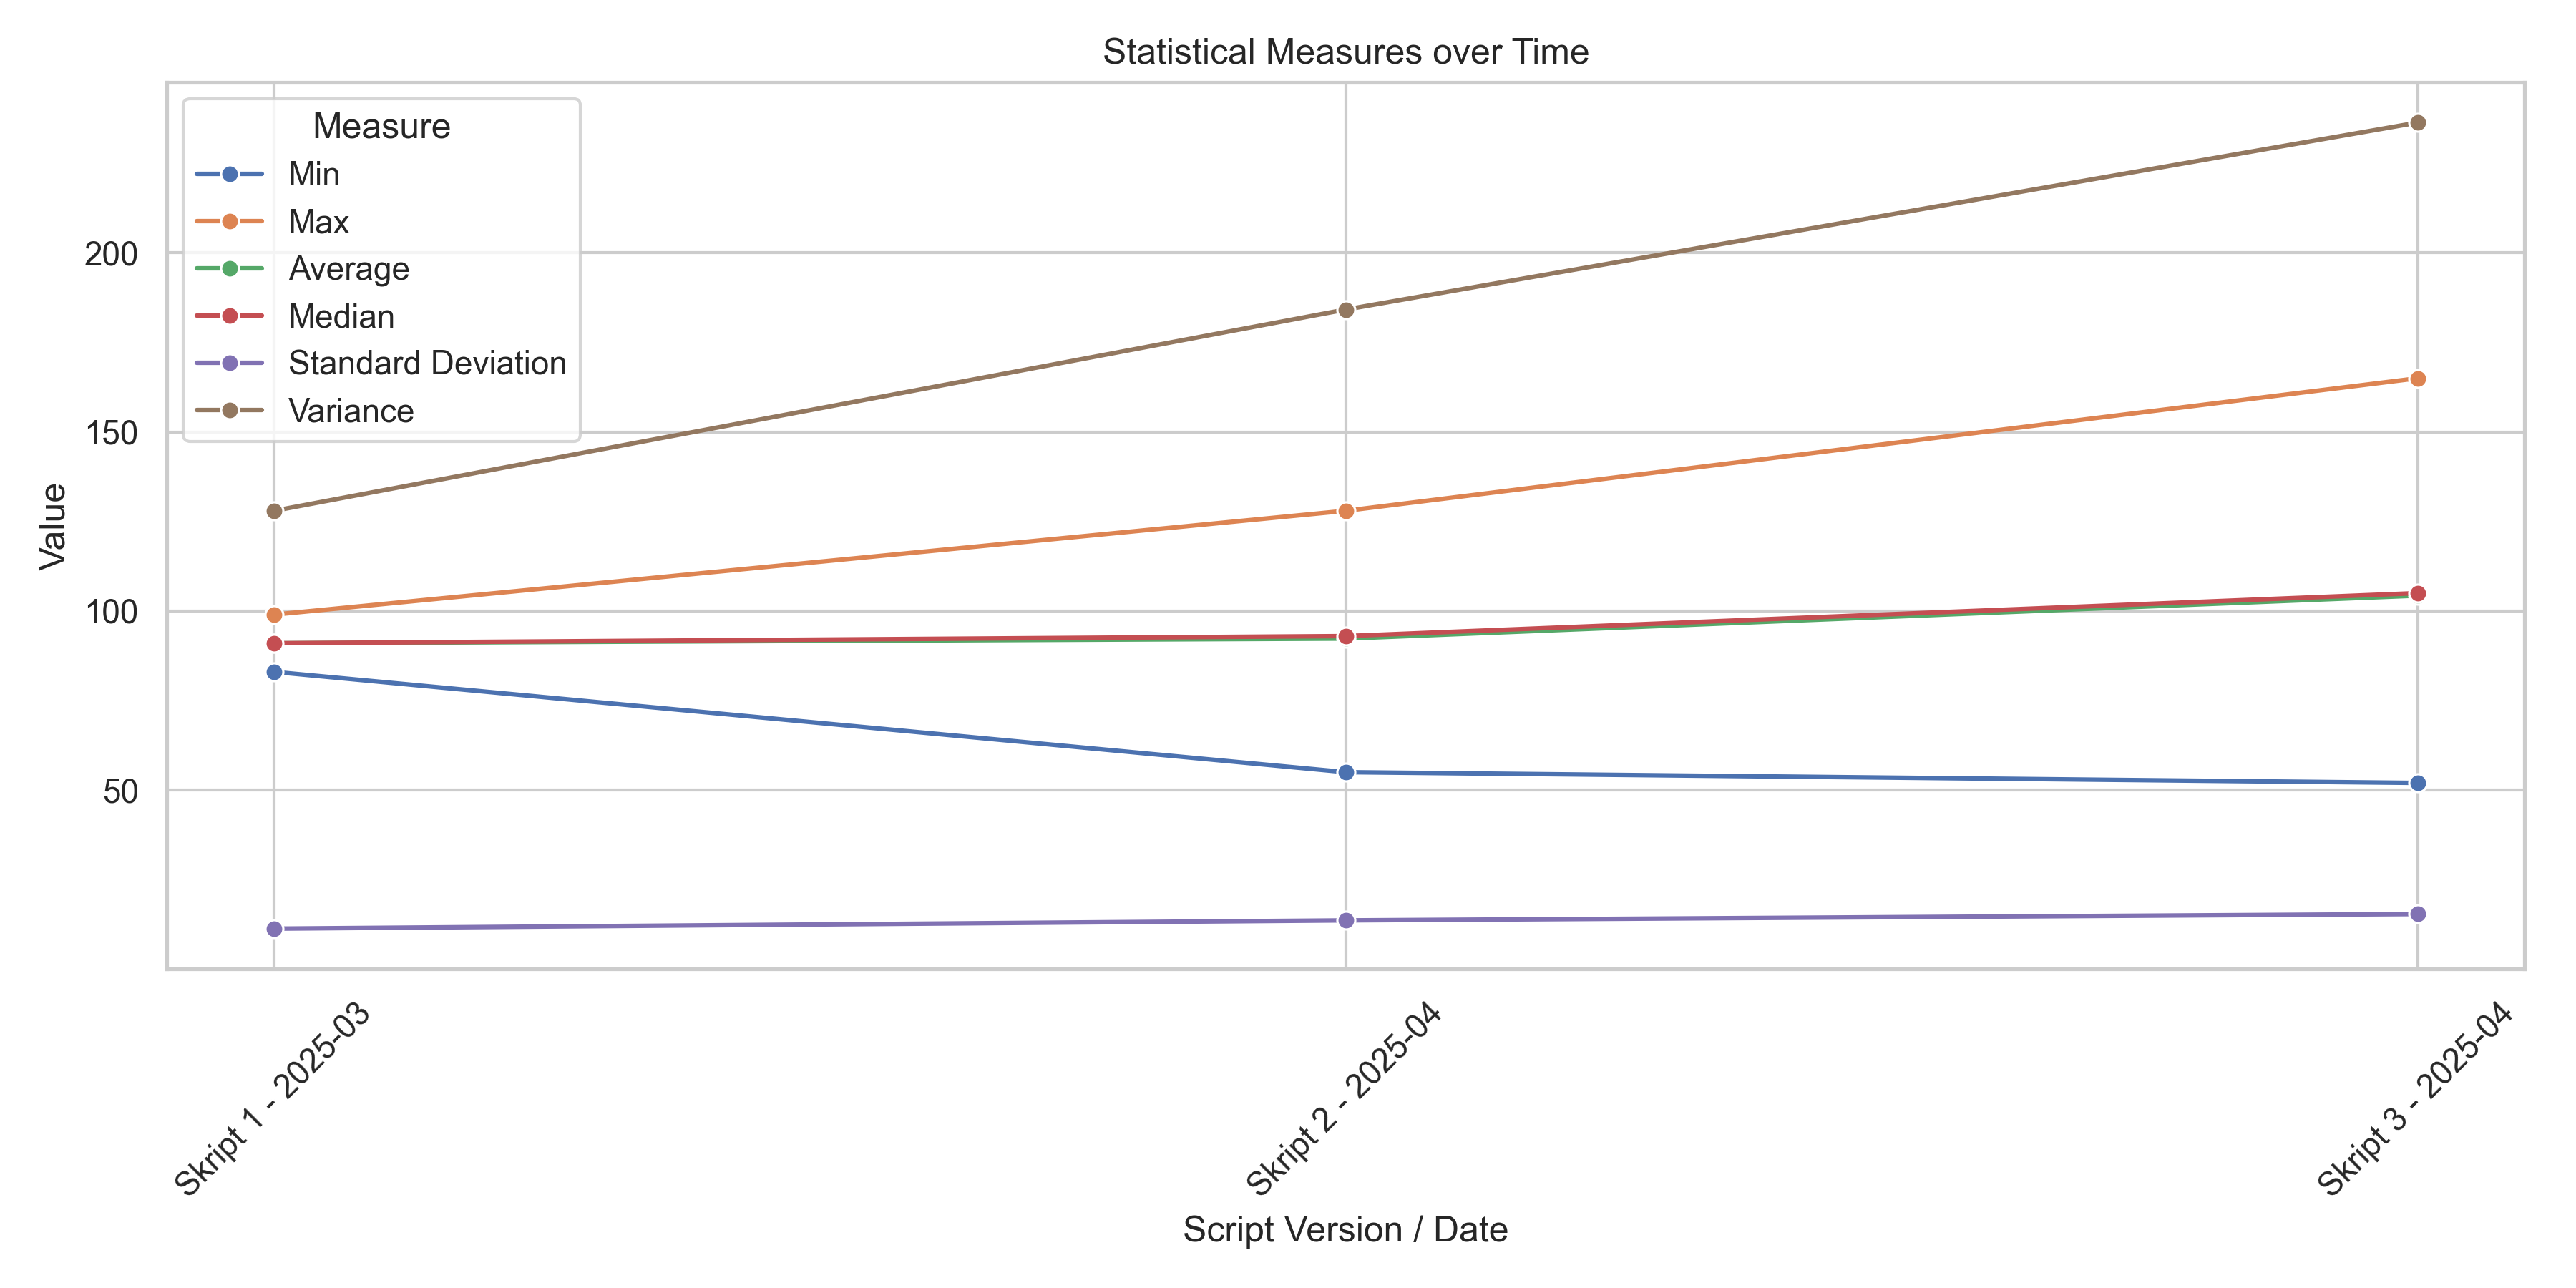 Statistical Measures over Time
Measure
Min
Max
Average
Median
Standard Deviation
Variance
Value
200
150
100
50
Skript 1 - 2025-03
Skript 2 - 2025-04
Skript 3 - 2025-04
Script Version / Date